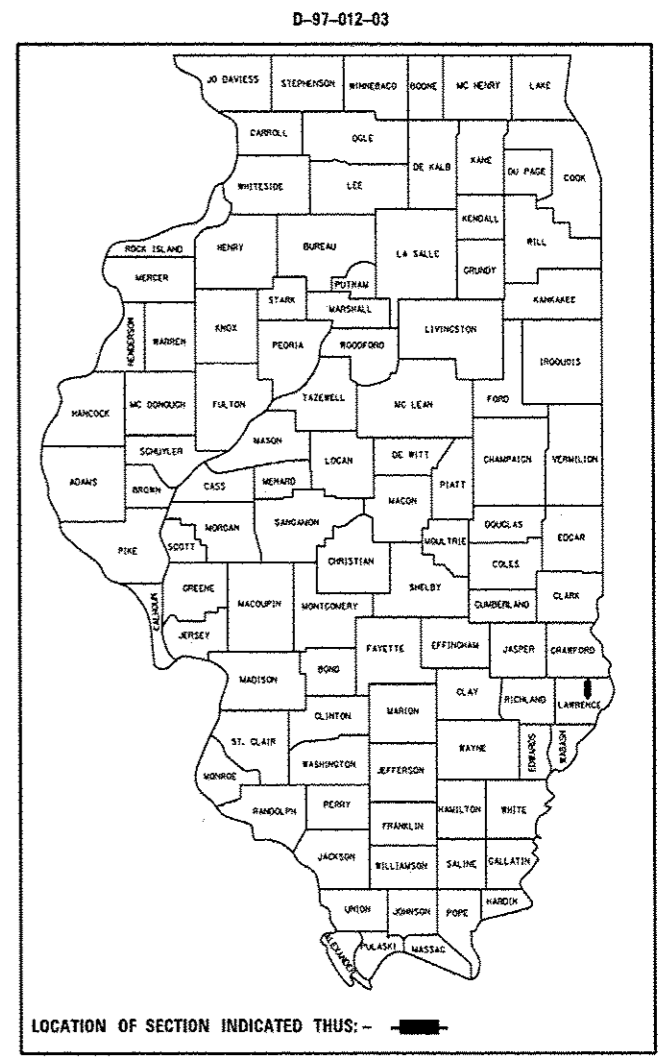 D-97-012-03
JO DAVIESS
STEPHENSON
WINNEBAGO
BOONE
MC HENRY
LAKE
CARROLL
OGLE
DE KALB
KANE
DU PAGE
COOK
WHITESIDE
LEE
KENDALL
WILL
ROCK ISLAND
HENRY
BUREAU
LA SALLE
GRUNDY
MERCER
PUTNAM
STARK
MARSHALL
KANKAKEE
HENDERSON
WARREN
KNOX
PEORIA
WOODFORD
LIVINGSTON
IROQUOIS
HANCOCK
MC DONOUGH
FULTON
TAZEWELL
MC LEAN
FORD
MASON
SCHUYLER
LOGAN
DE WITT
CHAMPAIGN
VERMILION
ADAMS
BROWN
CASS
MENARD
PIATT
MACON
MORGAN
SANGAMON
DOUGLAS
EDGAR
PIKE
SCOTT
CHRISTIAN
MOULTRIE
COLES
GREENE
MACOUPIN
MONTGOMERY
SHELBY
CUMBERLAND
CLARK
CALHOUN
JERSEY
FAYETTE
EFFINGHAM
JASPER
CRAWFORD
MADISON
BOND
CLAY
RICHLAND
LAWRENCE
CLINTON
MARION
ST. CLAIR
WAYNE
EDWARDS
WABASH
WASHINGTON
JEFFERSON
MONROE
RANDOLPH
PERRY
HAMILTON
WHITE
FRANKLIN
JACKSON
WILLIAMSON
SALINE
GALLATIN
UNION
JOHNSON
POPE
HARDIN
ALEXANDER
PULASKI
MASSAC
LOCATION OF SECTION INDICATED THUS: -